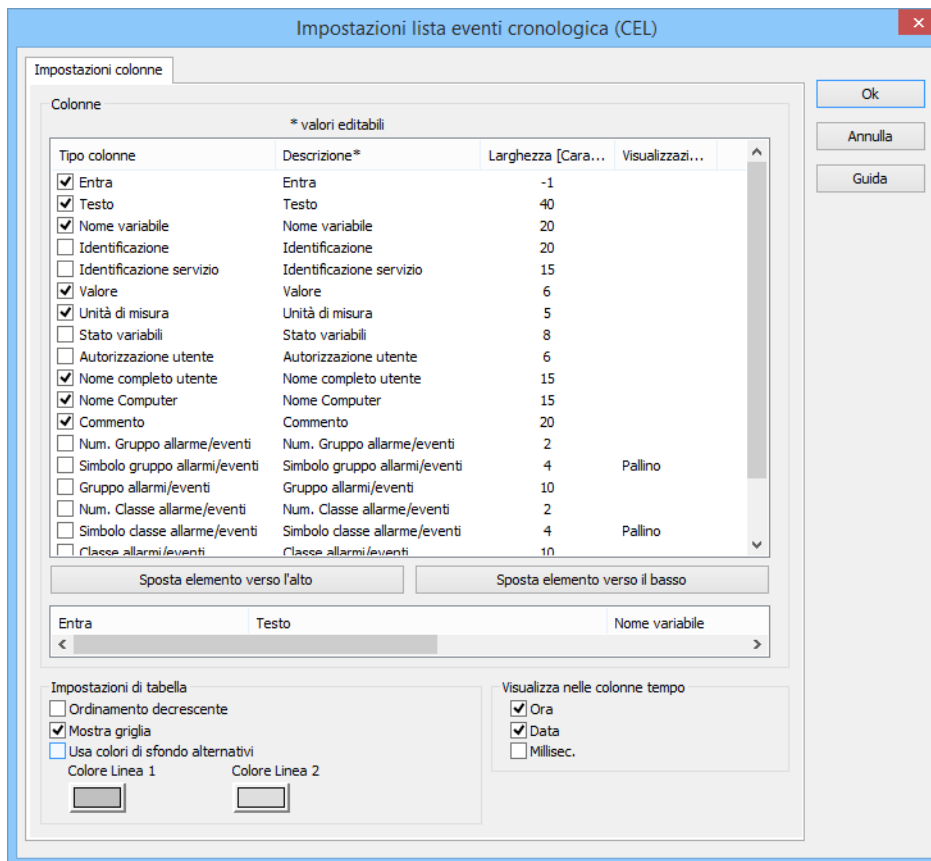 Impostazioni lista eventi cronologica (CEL)
Impostazioni colonne
Ok
Annulla
Guida
Colonne
* valori editabili
Tipo colonne Descrizione* Larghezza [Cara... Visualizzazi...
Entra Entra -1
Testo Testo 40
Nome variabile Nome variabile 20
Identificazione Identificazione 20
Identificazione servizio Identificazione servizio 15
Valore Valore 6
Unità di misura Unità di misura 5
Stato variabili Stato variabili 8
Autorizzazione utente Autorizzazione utente 6
Nome completo utente Nome completo utente 15
Nome Computer Nome Computer 15
Commento Commento 20
Num. Gruppo allarme/eventi Num. Gruppo allarmi/eventi 2
Simbolo gruppo allarmi/eventi Simbolo gruppo allarmi/eventi 4 Pallino
Gruppo allarmi/eventi Gruppo allarmi/eventi 10
Num. Classe allarme/eventi Num. Classe allarmi/eventi 2
Simbolo classe allarme/eventi Simbolo classe allarmi/eventi 4 Pallino
Classe allarmi/eventi Classe allarmi/eventi 10
Sposta elemento verso l'alto Sposta elemento verso il basso
Entra Testo Nome variabile
Impostazioni di tabella
Ordinamento decrescente
Mostra griglia
Usa colori di sfondo alternativi
Colore Linea 1 Colore Linea 2
Visualizza nelle colonne tempo
Ora
Data
Millisec.